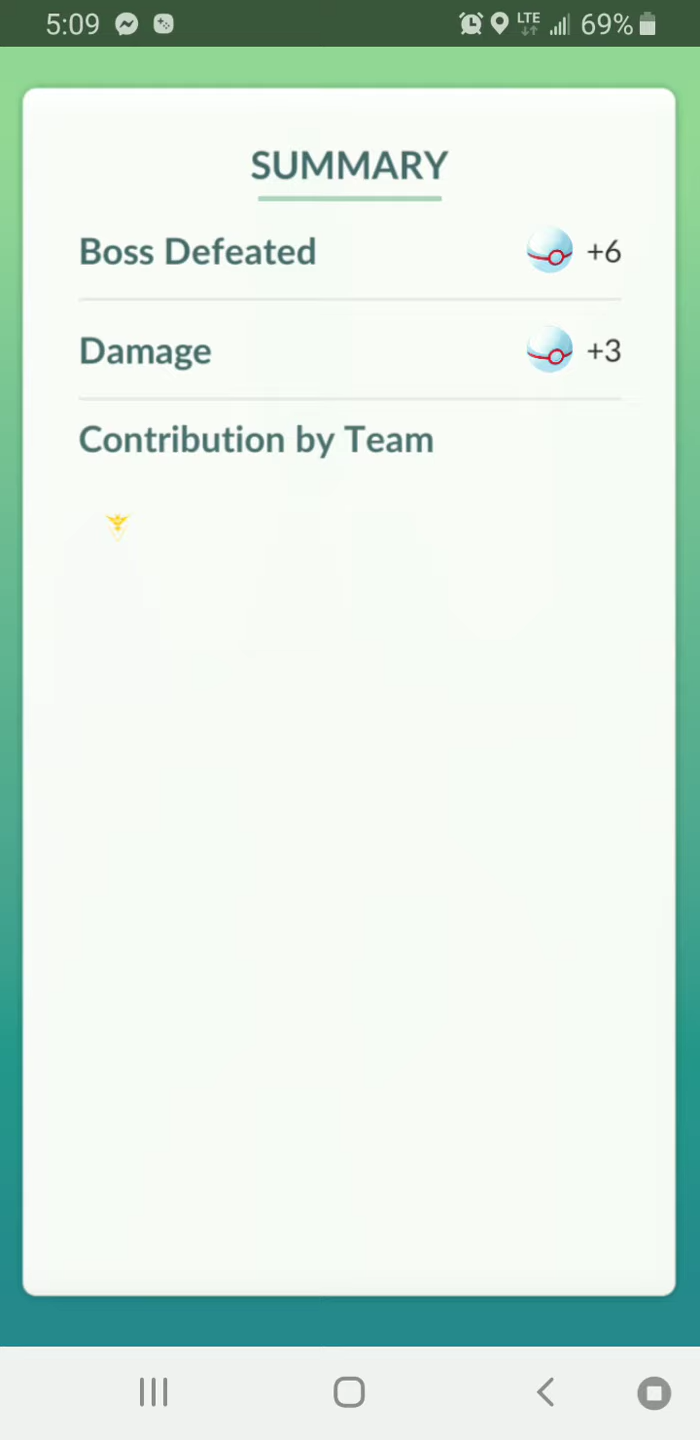 5:09 LTE 69%
SUMMARY
Boss Defeated +6
Damage +3
Contribution by Team